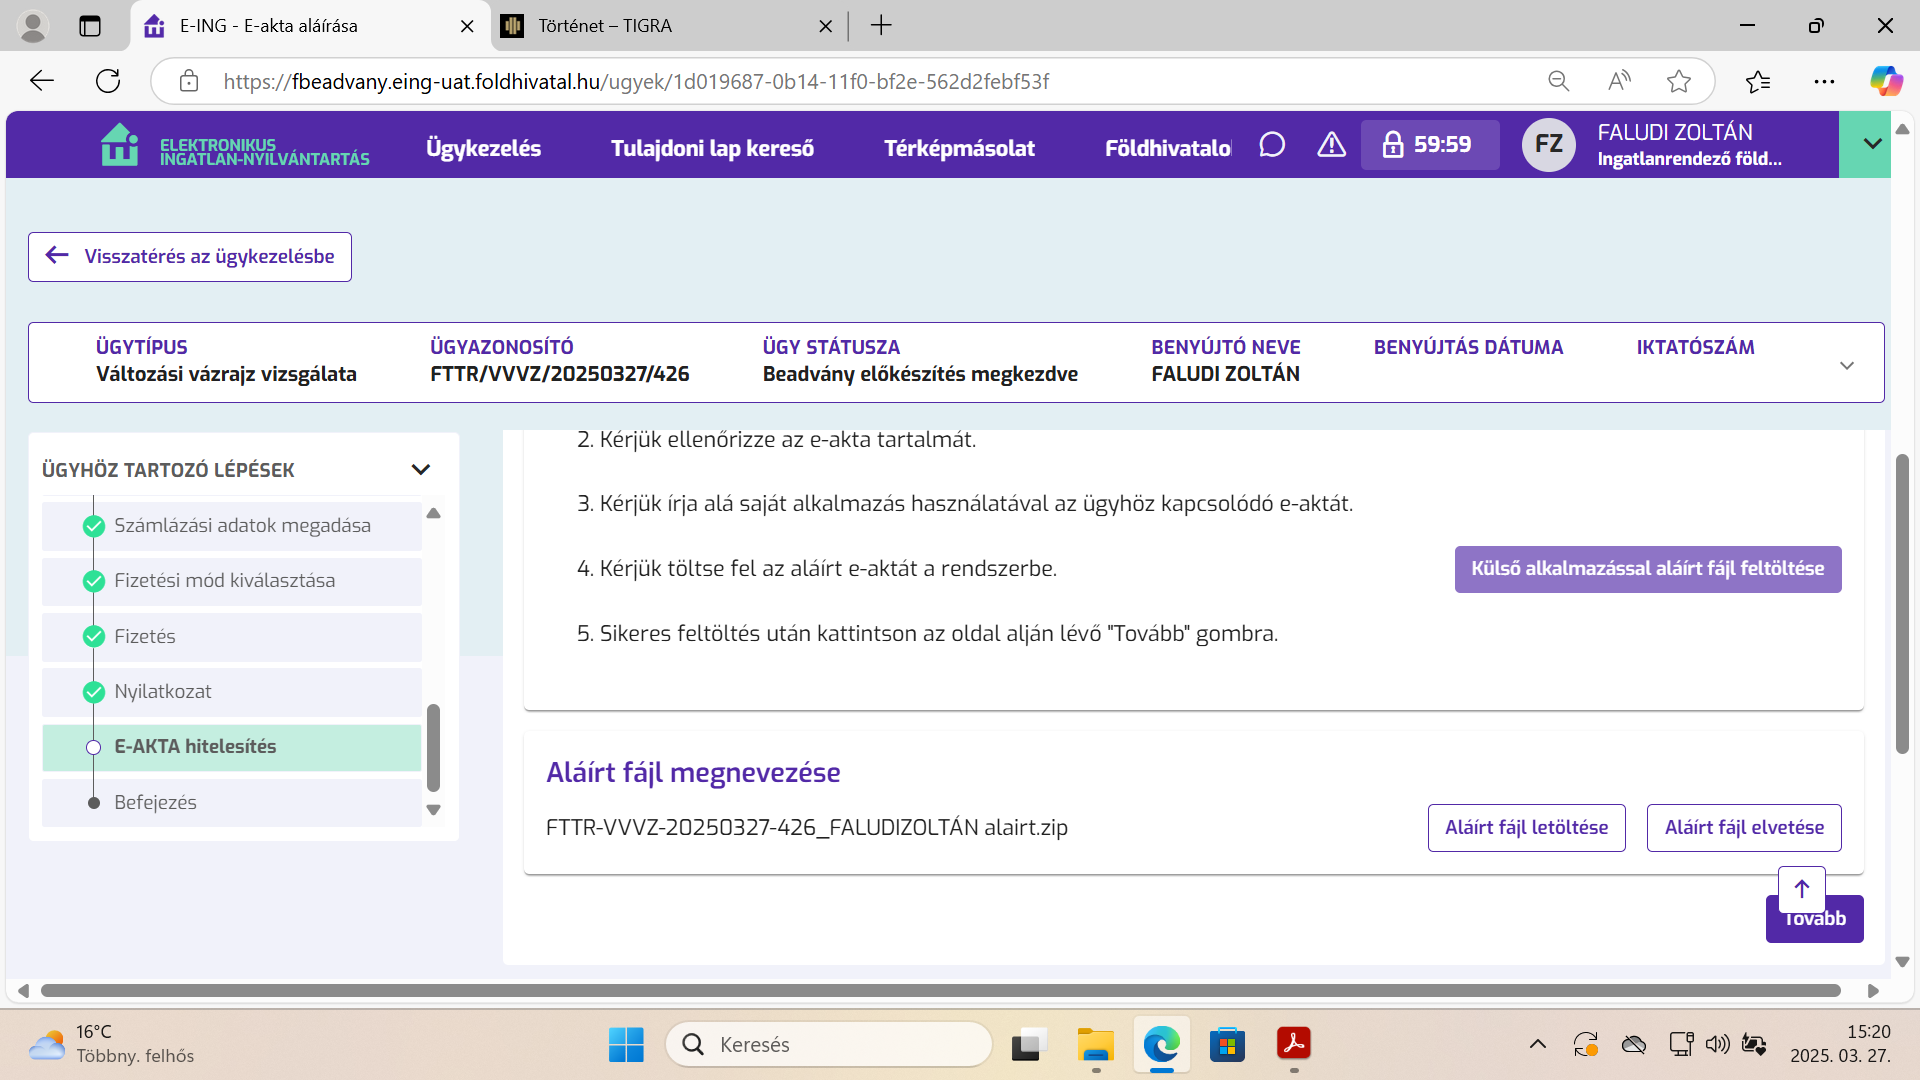 E-ING - E-akta aláírása
Történet – TIGRA
https://fbeadvany.eing-uat.foldhivatal.hu/ugyek/1d019687-0b14-11f0-bf2e-562d2febf53f
ELEKTRONIKUS
INGATLAN-NYILVÁNTARTÁS
Ügykezelés
Tulajdoni lap kereső
Térképmásolat
Földhivatalo
59:59
FZ
FALUDI ZOLTÁN
Ingatlanrendező föld...
Visszatérés az ügykezelésbe
ÜGYTÍPUS
Változási vázrajz vizsgálata
ÜGYAZONOSÍTÓ
FTTR/VVVZ/20250327/426
ÜGY STÁTUSZA
Beadvány előkészítés megkezdve
BENYÚJTÓ NEVE
FALUDI ZOLTÁN
BENYÚJTÁS DÁTUMA
IKTATÓSZÁM
ÜGYHÖZ TARTOZÓ LÉPÉSEK
Számlázási adatok megadása
Fizetési mód kiválasztása
Fizetés
Nyilatkozat
E-AKTA hitelesítés
Befejezés
2. Kérjük ellenőrizze az e-akta tartalmát.
3. Kérjük írja alá saját alkalmazás használatával az ügyhöz kapcsolódó e-aktát.
4. Kérjük töltse fel az aláírt e-aktát a rendszerbe.
Külső alkalmazással aláírt fájl feltöltése
5. Sikeres feltöltés után kattintson az oldal alján lévő "Tovább" gombra.
Aláírt fájl megnevezése
FTTR-VVVZ-20250327-426_FALUDIZOLTÁN alairt.zip
Aláírt fájl letöltése
Aláírt fájl elvetése
Tovább
16°C
Többny. felhős
Keresés
15:20
2025. 03. 27.